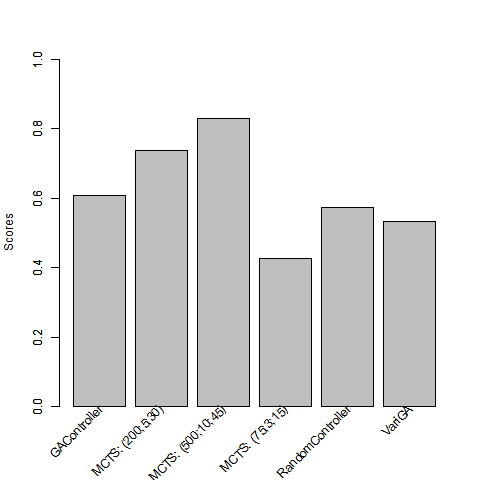 Scores
1.0
0.8
0.6
0.4
0.2
0.0
GAController
MCTS: (200;5;30)
MCTS: (500;10;45)
MCTS: (75;3;15)
RandomController
VariGA